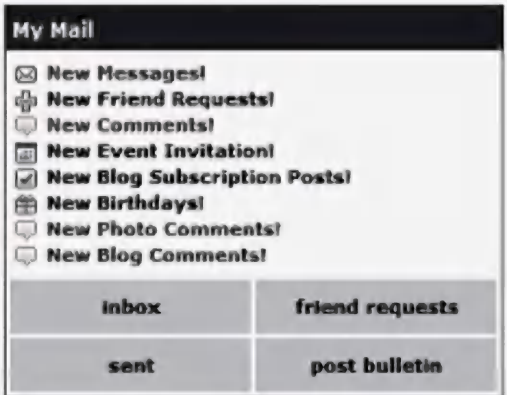 My Mail
New Messages!
New Friend Requests!
New Comments!
New Event Invitation!
New Blog Subscription Posts!
New Birthdays!
New Photo Comments!
New Blog Comments!
inbox friend requests
sent post bulletin